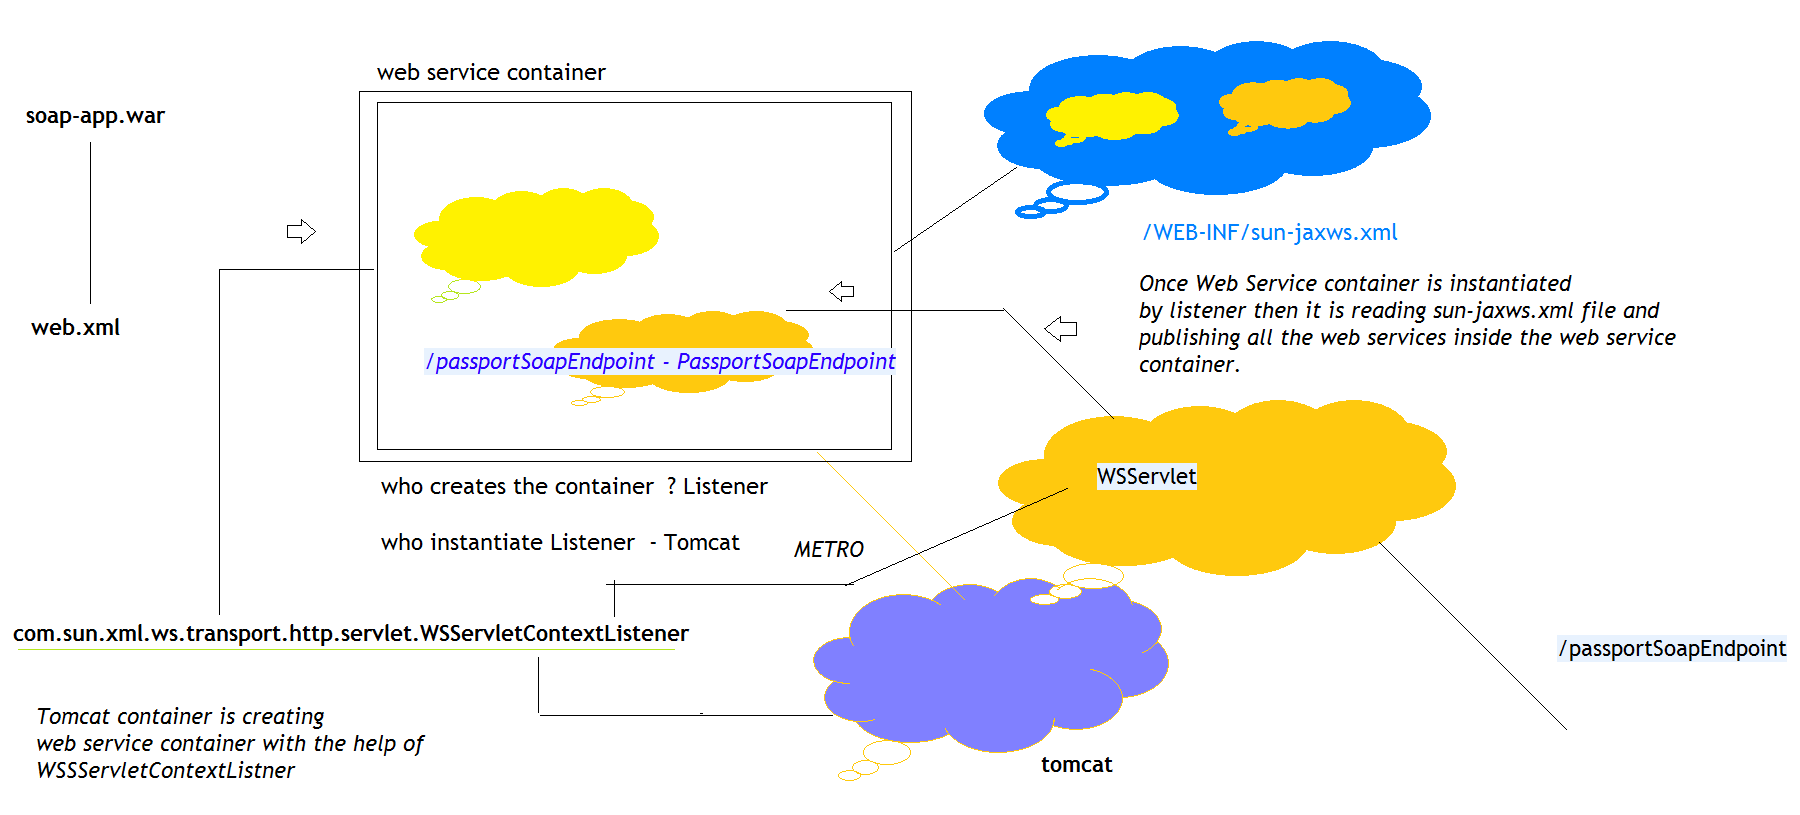 web service container
soap-app.war
web.xml
/WEB-INF/sun-jaxws.xml
Once Web Service container is instantiated
by listener then it is reading sun-jaxws.xml file and
publishing all the web services inside the web service
container.
/passportSoapEndpoint - PassportSoapEndpoint
WSServlet
who creates the container ? Listener
who instantiate Listener - Tomcat
METRO
com.sun.xml.ws.transport.http.servlet.WSServletContextListener
/passportSoapEndpoint
Tomcat container is creating
web service container with the help of
WSSServletContextListner
tomcat